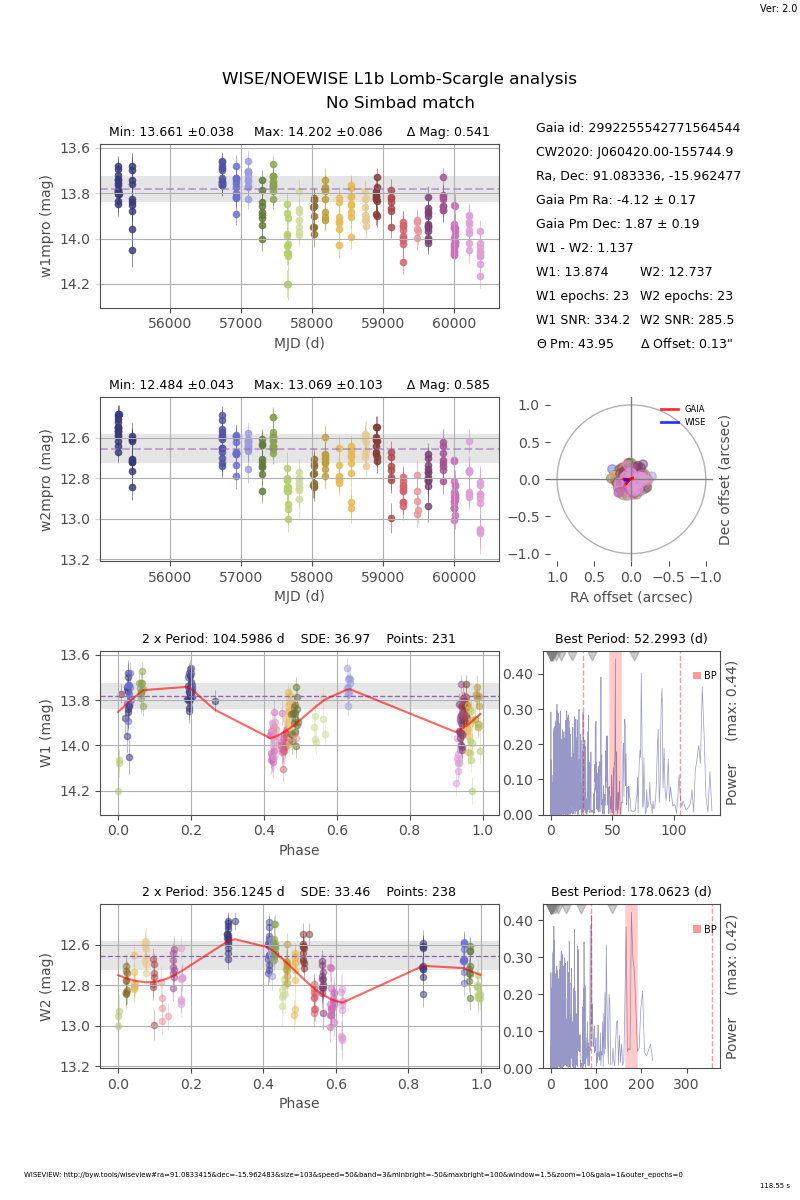 Ver: 2.0
WISE/NOEWISE L1b Lomb-Scargle analysis
No Simbad match
Min: 13.661 ±0.038 Max: 14.202 ±0.086 Δ Mag: 0.541
13.6
13.8
14.0
14.2
w1mpro (mag)
56000 57000 58000 59000 60000
MJD (d)
Gaia id: 2992255542771564544
CW2020: J060420.00-155744.9
Ra, Dec: 91.083336, -15.962477
Gaia Pm Ra: -4.12 ± 0.17
Gaia Pm Dec: 1.87 ± 0.19
W1 - W2: 1.137
W1: 13.874 W2: 12.737
W1 epochs: 23 W2 epochs: 23
W1 SNR: 334.2 W2 SNR: 285.5
Θ Pm: 43.95 Δ Offset: 0.13"
Min: 12.484 ±0.043 Max: 13.069 ±0.103 Δ Mag: 0.585
12.6
12.8
13.0
13.2
w2mpro (mag)
56000 57000 58000 59000 60000
MJD (d)
1.0
0.5
0.0
−0.5
−1.0
GAIA
WISE
Dec offset (arcsec)
1.0 0.5 0.0 −0.5 −1.0
RA offset (arcsec)
2 x Period: 104.5986 d SDE: 36.97 Points: 231
13.6
13.8
14.0
14.2
W1 (mag)
0.0 0.2 0.4 0.6 0.8 1.0
Phase
Best Period: 52.2993 (d)
0.40
0.30
0.20
0.10
0.00
BP
Power (max: 0.44)
0 50 100
2 x Period: 356.1245 d SDE: 33.46 Points: 238
12.6
12.8
13.0
13.2
W2 (mag)
0.0 0.2 0.4 0.6 0.8 1.0
Phase
Best Period: 178.0623 (d)
0.40
0.30
0.20
0.10
0.00
BP
Power (max: 0.42)
0 100 200 300
WISEVIEW: http://byw.tools/wiseview#ra=91.0833415&dec=-15.962483&size=103&speed=50&band=3&minbright=-50&maxbright=100&window=1.5&zoom=10&gaia=1&outer_epochs=0
118.55 s